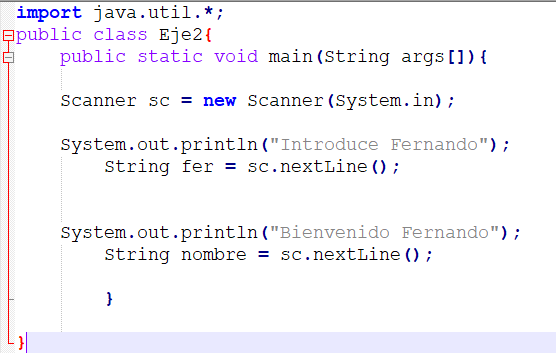 import java.util.*;
public class Eje2{
public static void main(String args[]){
Scanner sc = new Scanner(System.in);
System.out.println("Introduce Fernando");
String fer = sc.nextLine();
System.out.println("Bienvenido Fernando");
String nombre = sc.nextLine();
}
}